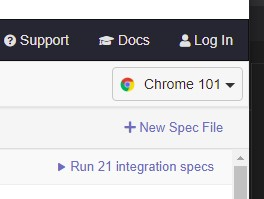 Support Docs Log In
Chrome 101
New Spec File
Run 21 integration specs